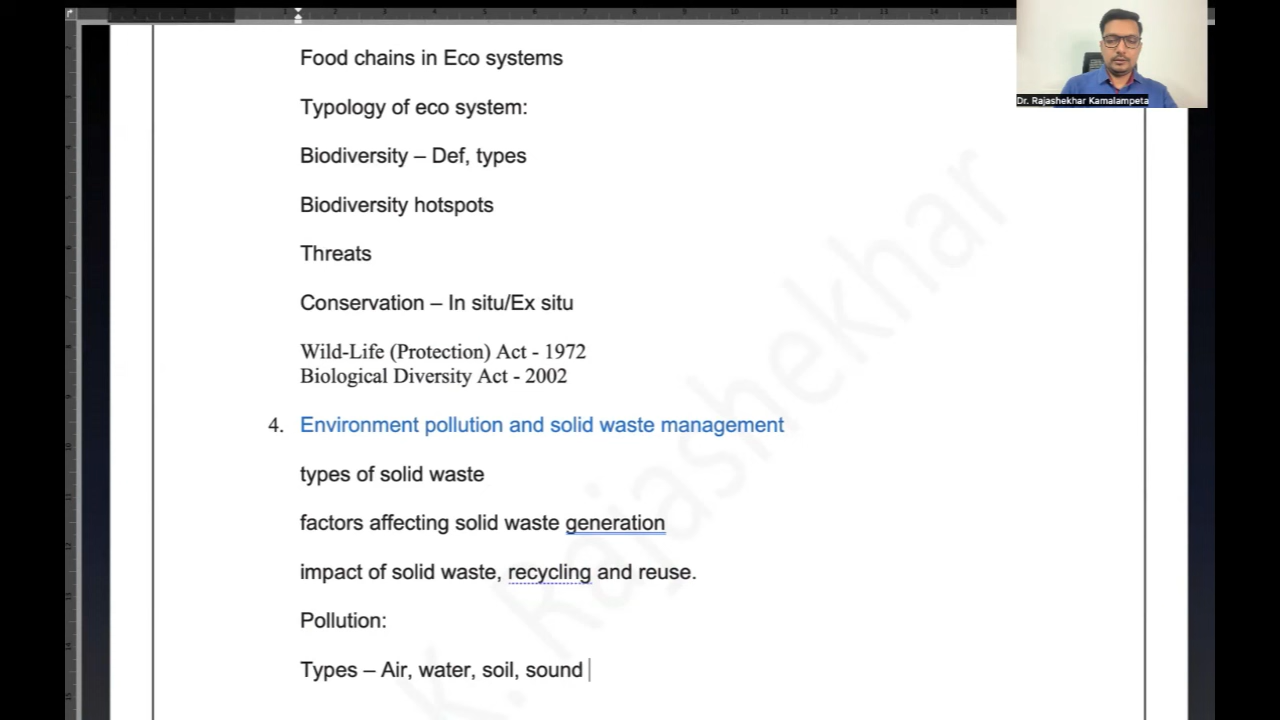 Food chains in Eco systems
Dr. Rajashekhar Kamalampeta
Typology of eco system:
Biodiversity – Def, types
Biodiversity hotspots
Threats
Conservation – In situ/Ex situ
Wild-Life (Protection) Act - 1972
Biological Diversity Act - 2002
4. Environment pollution and solid waste management
types of solid waste
factors affecting solid waste generation
impact of solid waste, recycling and reuse.
Pollution:
Types – Air, water, soil, sound
K. Rajashekhar